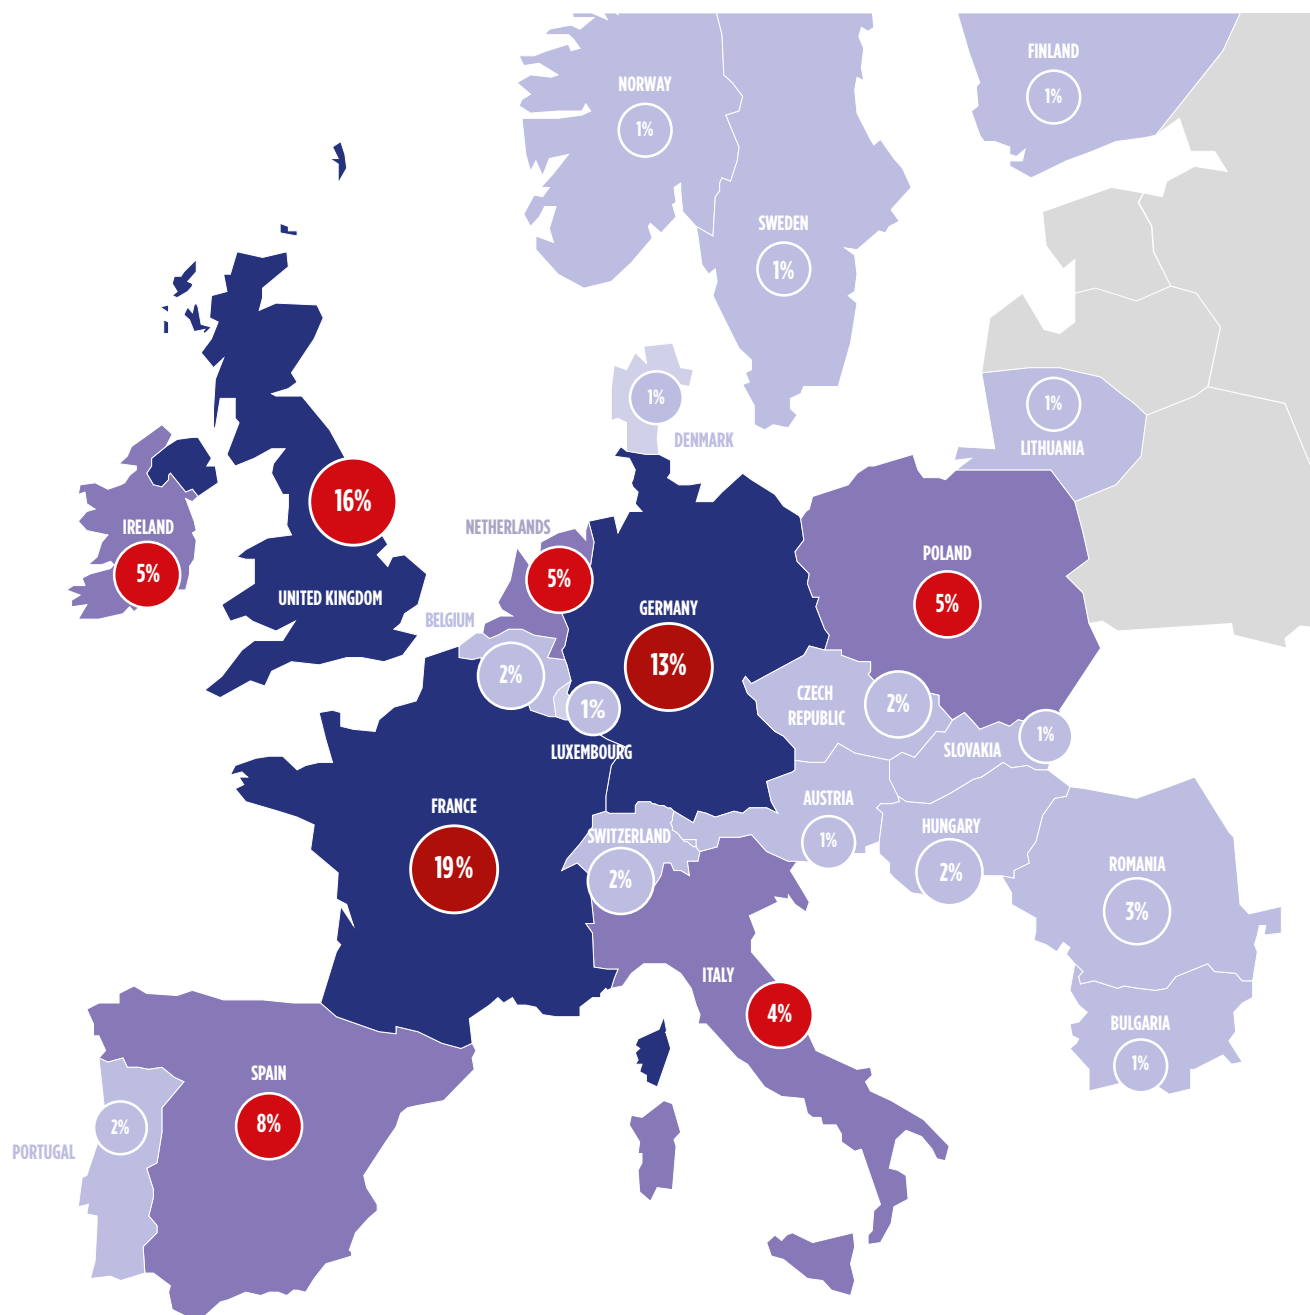 FINLAND
1%
NORWAY
1%
SWEDEN
1%
DENMARK
1%
LITHUANIA
1%
IRELAND
5%
UNITED KINGDOM
16%
NETHERLANDS
5%
BELGIUM
2%
LUXEMBOURG
1%
GERMANY
13%
POLAND
5%
CZECH
REPUBLIC
2%
SLOVAKIA
1%
FRANCE
19%
SWITZERLAND
2%
AUSTRIA
1%
HUNGARY
2%
ROMANIA
3%
BULGARIA
1%
ITALY
4%
SPAIN
8%
PORTUGAL
2%